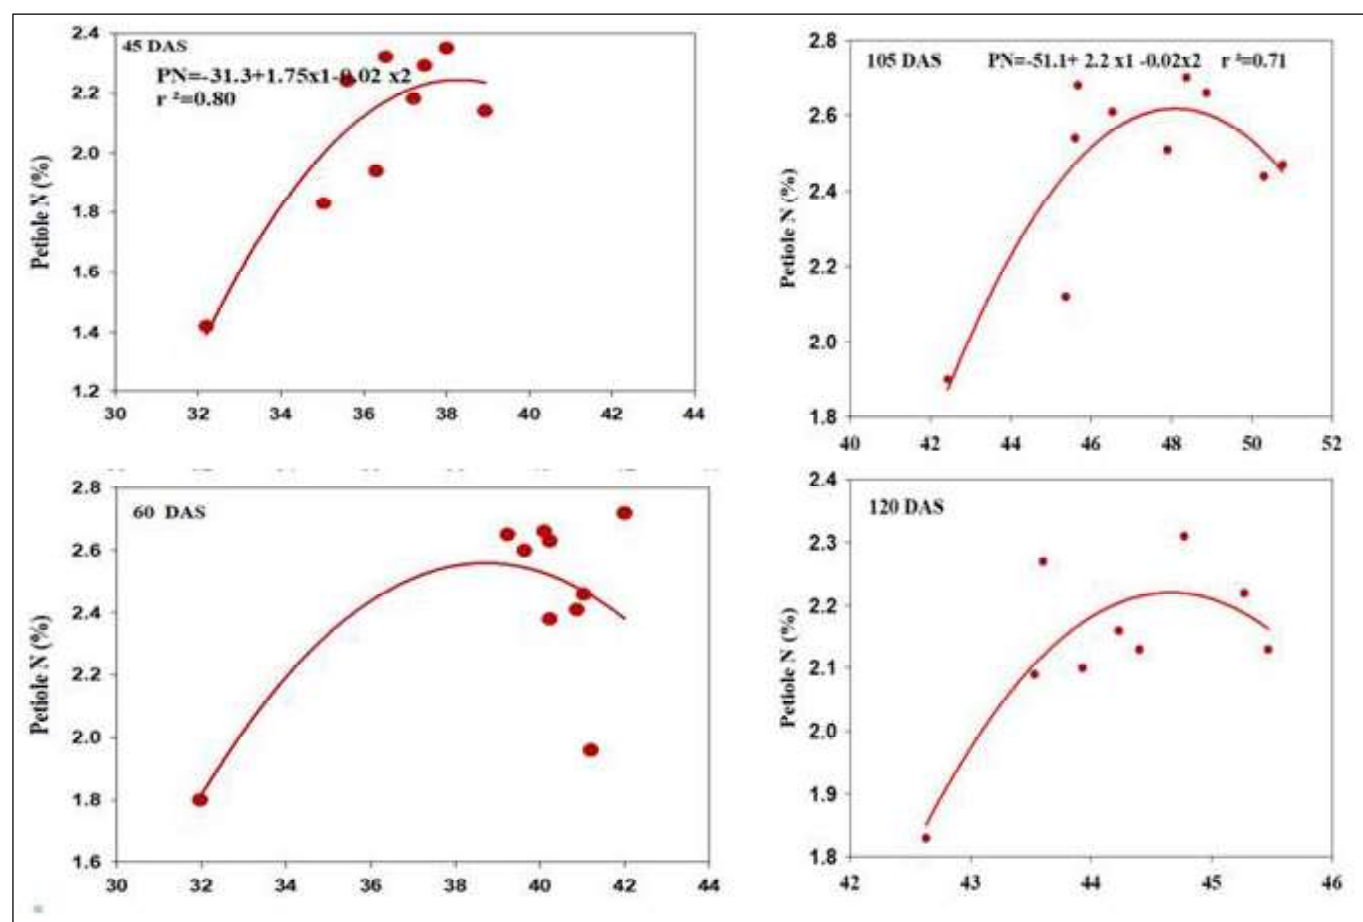 2.4
2.2
2.0
1.8
1.6
1.4
1.2
Petiole N (%)
45 DAS
PN=-31.3+1.75x1-0.02 x2
r ²=0.80
30 32 34 36 38 40 42 44
2.8
2.6
2.4
2.2
2.0
1.8
Petiole N (%)
105 DAS PN=-51.1+ 2.2 x1 -0.02x2 r ²=0.71
40 42 44 46 48 50 52
2.8
2.6
2.4
2.2
2.0
1.8
1.6
Petiole N (%)
60 DAS
30 32 34 36 38 40 42 44
2.4
2.3
2.2
2.1
2.0
1.9
1.8
Petiole N (%)
120 DAS
42 43 44 45 46